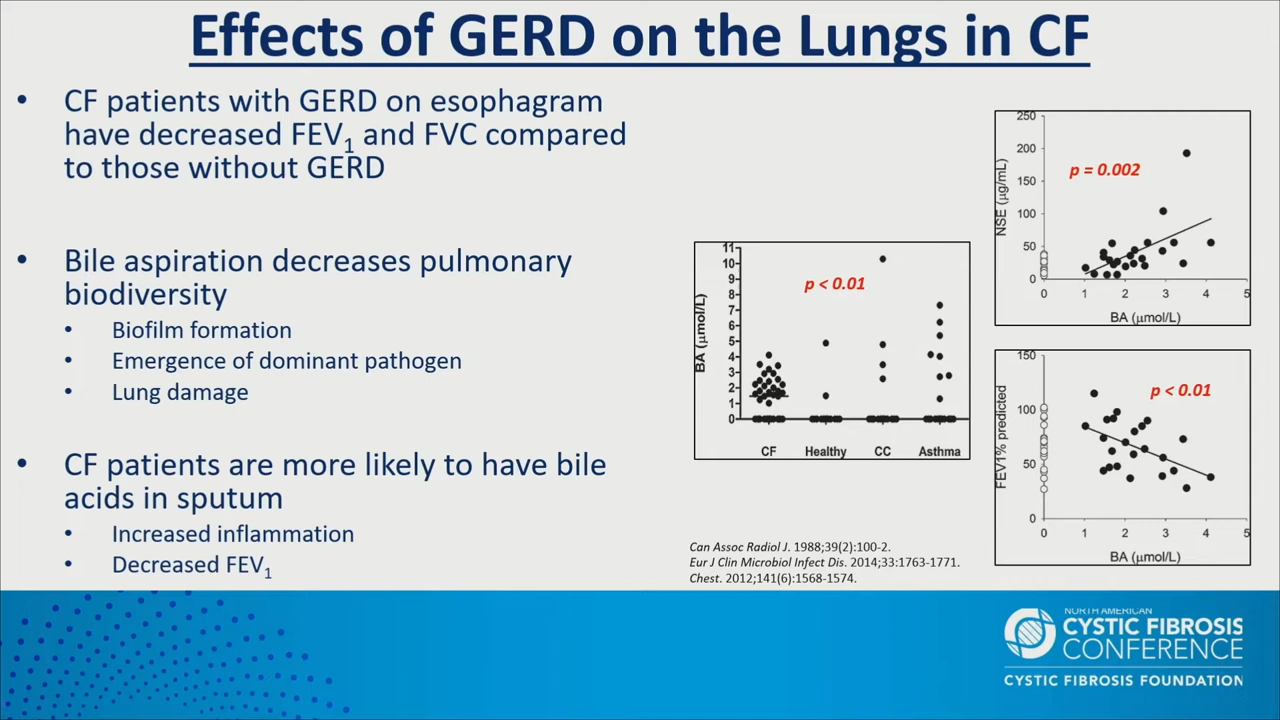 Effects of GERD on the Lungs in CF
• CF patients with GERD on esophagram
have decreased FEV1 and FVC compared
to those without GERD
• Bile aspiration decreases pulmonary
biodiversity
• Biofilm formation
• Emergence of dominant pathogen
• Lung damage
• CF patients are more likely to have bile
acids in sputum
• Increased inflammation
• Decreased FEV1
11
10
9
8
7
6
5
4
3
2
1
0
BA (μmol/L)
p < 0.01
CF Healthy CC Asthma
250
200
150
100
50
0
NSE (μg/mL)
p = 0.002
0 1 2 3 4 5
BA (μmol/L)
150
100
50
0
FEV1% predicted
p < 0.01
0 1 2 3 4 5
BA (μmol/L)
Can Assoc Radiol J. 1988;39(2):100-2.
Eur J Clin Microbiol Infect Dis. 2014;33:1763-1771.
Chest. 2012;141(6):1568-1574.
NORTH AMERICAN
CYSTIC FIBROSIS
CONFERENCE
CYSTIC FIBROSIS FOUNDATION